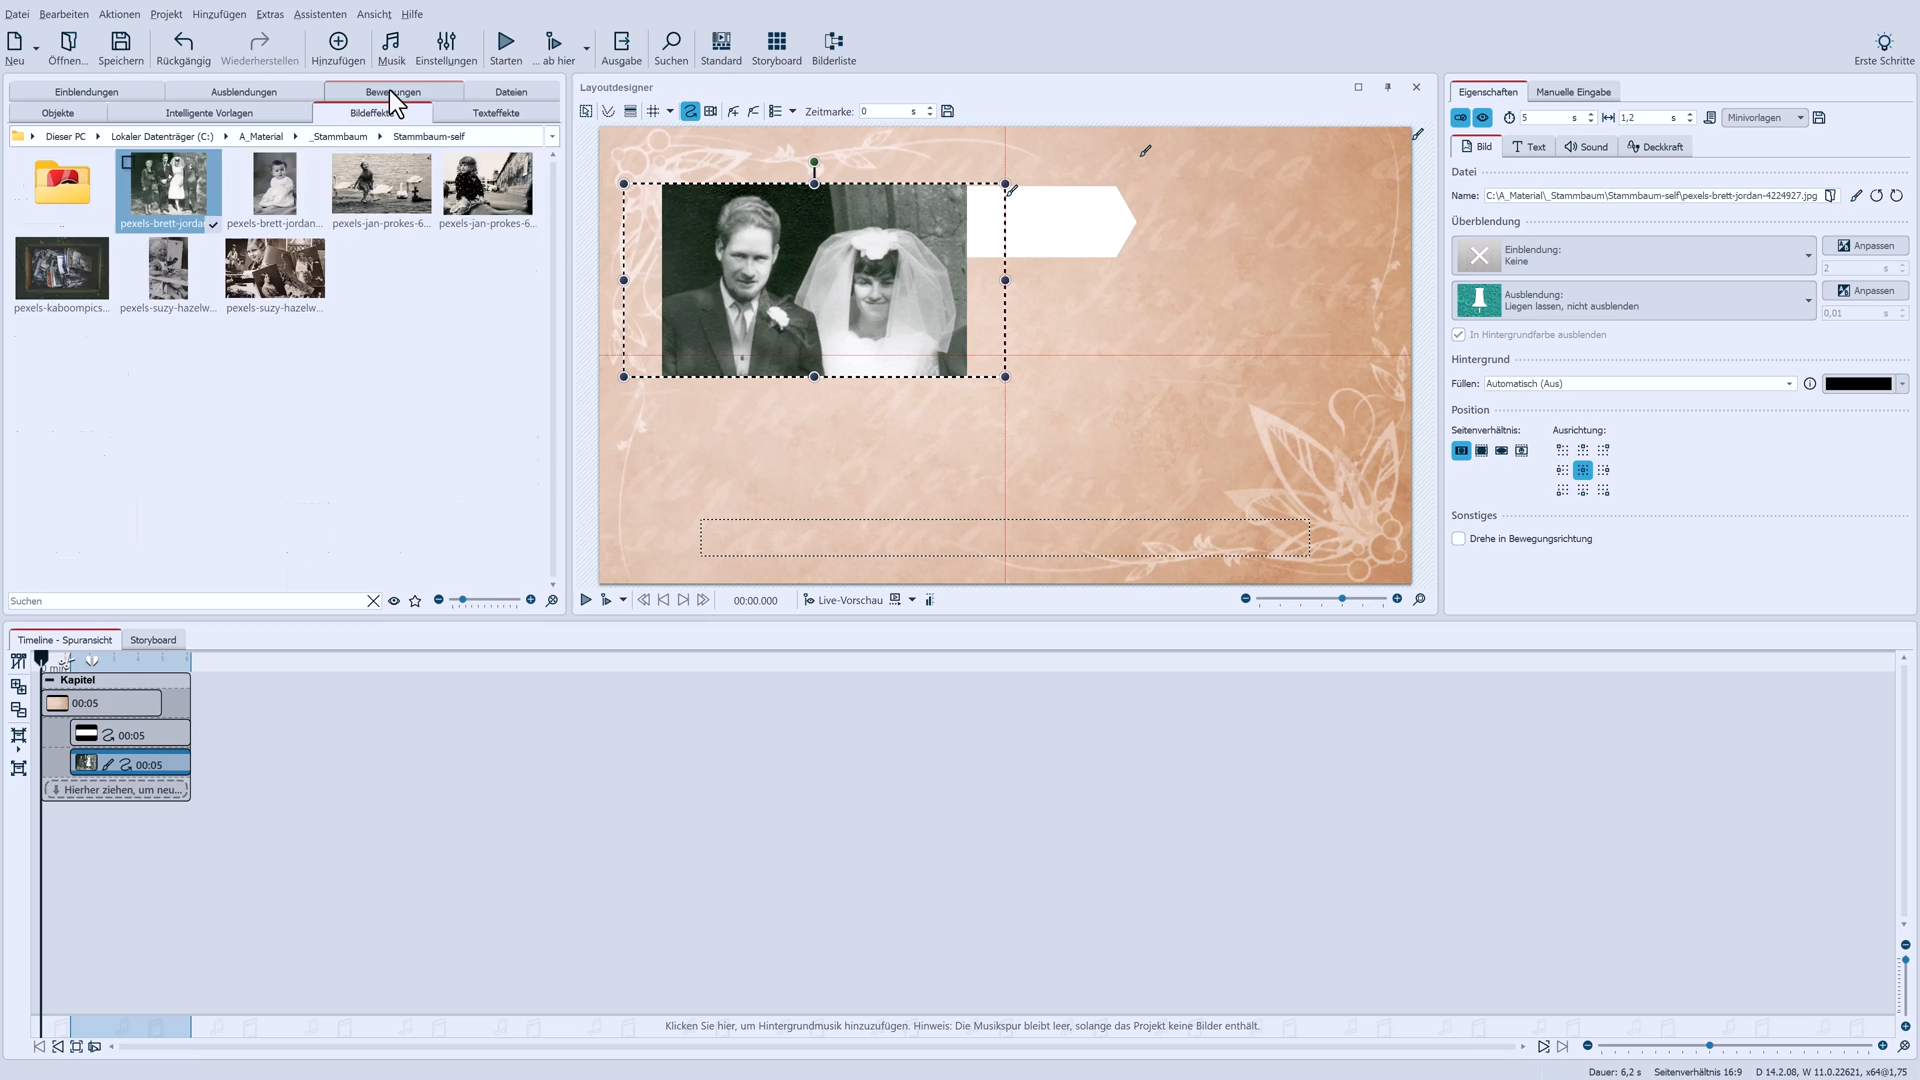 Datei Bearbeiten Aktionen Projekt Hinzufügen Extras Assistenten Ansicht Hilfe
Neu Öffnen... Speichern Rückgängig Wiederherstellen Hinzufügen Musik Einstellungen Starten ... ab hier Ausgabe Suchen Standard Storyboard Bilderliste Erste Schritte
Einblendungen Ausblendungen Bewegungen Dateien
Objekte Intelligente Vorlagen Bildeffekte Texteffekte
Dieser PC Lokaler Datenträger (C:) A_Material _Stammbaum Stammbaum-self
.. pexels-brett-jorda pexels-brett-jordan... pexels-jan-prokes-6... pexels-jan-prokes-6...
pexels-kaboompics... pexels-suzy-hazelw... pexels-suzy-hazelw...
Suchen
Layoutdesigner
Zeitmarke: 0 s
00:00.000 Live-Vorschau
Eigenschaften Manuelle Eingabe
5 s 1,2 s Minivorlagen
Bild Text Sound Deckkraft
Datei
Name: C:\A_Material\_Stammbaum\Stammbaum-self\pexels-brett-jordan-4224927.jpg
Überblendung
Einblendung:
Keine
Anpassen
2 s
Ausblendung:
Liegen lassen, nicht ausblenden
Anpassen
0,01 s
In Hintergrundfarbe ausblenden
Hintergrund
Füllen: Automatisch (Aus)
Position
Seitenverhältnis: Ausrichtung:
Sonstiges
Drehe in Bewegungsrichtung
Timeline - Spuransicht Storyboard
Kapitel
00:05
00:05
00:05
Hierher ziehen, um neu...
Klicken Sie hier, um Hintergrundmusik hinzuzufügen. Hinweis: Die Musikspur bleibt leer, solange das Projekt keine Bilder enthält.
Dauer: 6,2 s Seitenverhältnis 16:9 D 14.2.08, W 11.0.22621, x64@1,75